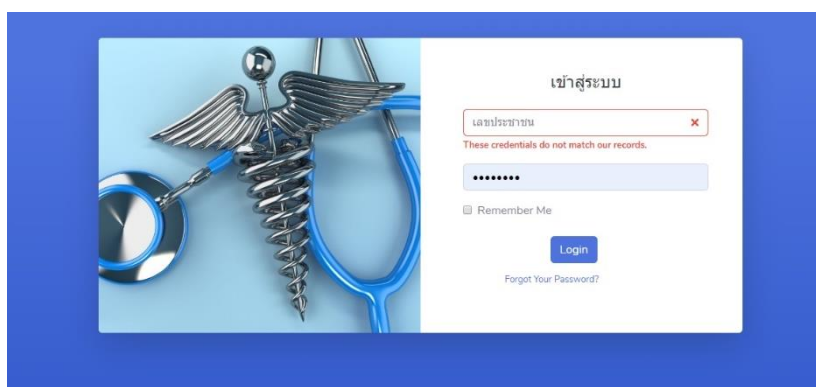 เข้าสู่ระบบ
เลขประชาชน
These credentials do not match our records.
••••••••
Remember Me
Login
Forgot Your Password?